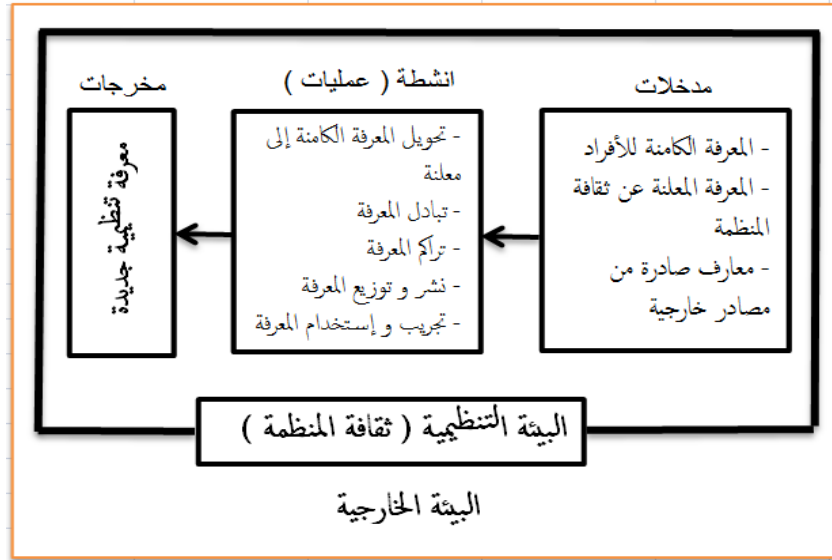 مدخلات
- المعرفة الكامنة للأفراد
- المعرفة المعلنة عن ثقافة
المنظمة
- معارف صادرة من
مصادر خارجية
انشطة ( عمليات )
- تحويل المعرفة الكامنة إلى
معلنة
- تبادل المعرفة
- تراكم المعرفة
- نشر و توزيع المعرفة
- تجريب و إستخدام المعرفة
مخرجات
معرفة تنظيمية جديدة
البيئة التنظيمية ( ثقافة المنظمة )
البيئة الخارجية